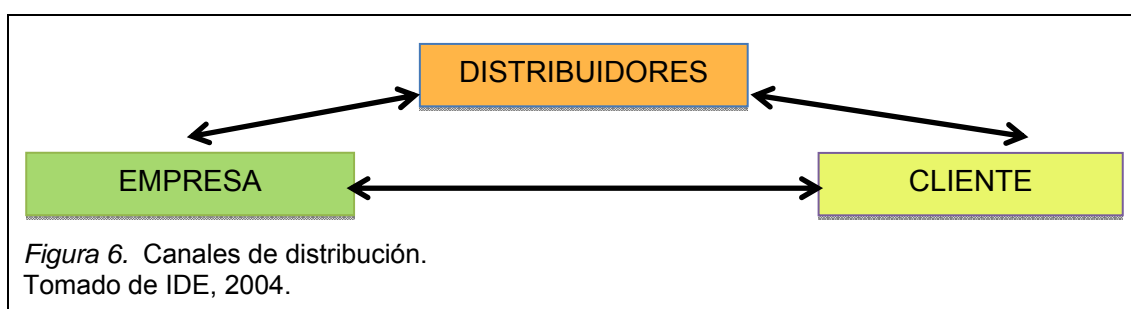 DISTRIBUIDORES
EMPRESA
CLIENTE
Figura 6. Canales de distribución.
Tomado de IDE, 2004.